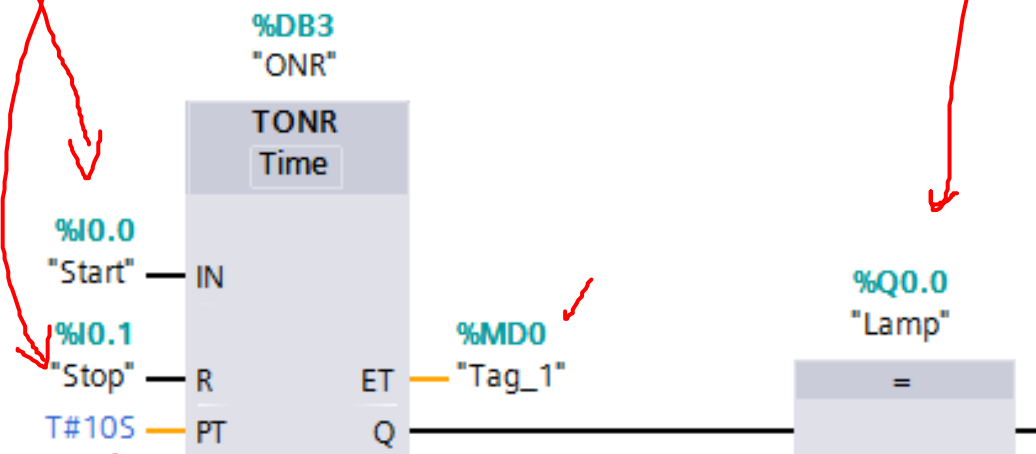 %DB3
"ONR"
TONR
Time
%I0.0
"Start"
IN
%I0.1
"Stop"
R
T#10S
PT
%MD0
"Tag_1"
ET
Q
%Q0.0
"Lamp"
=